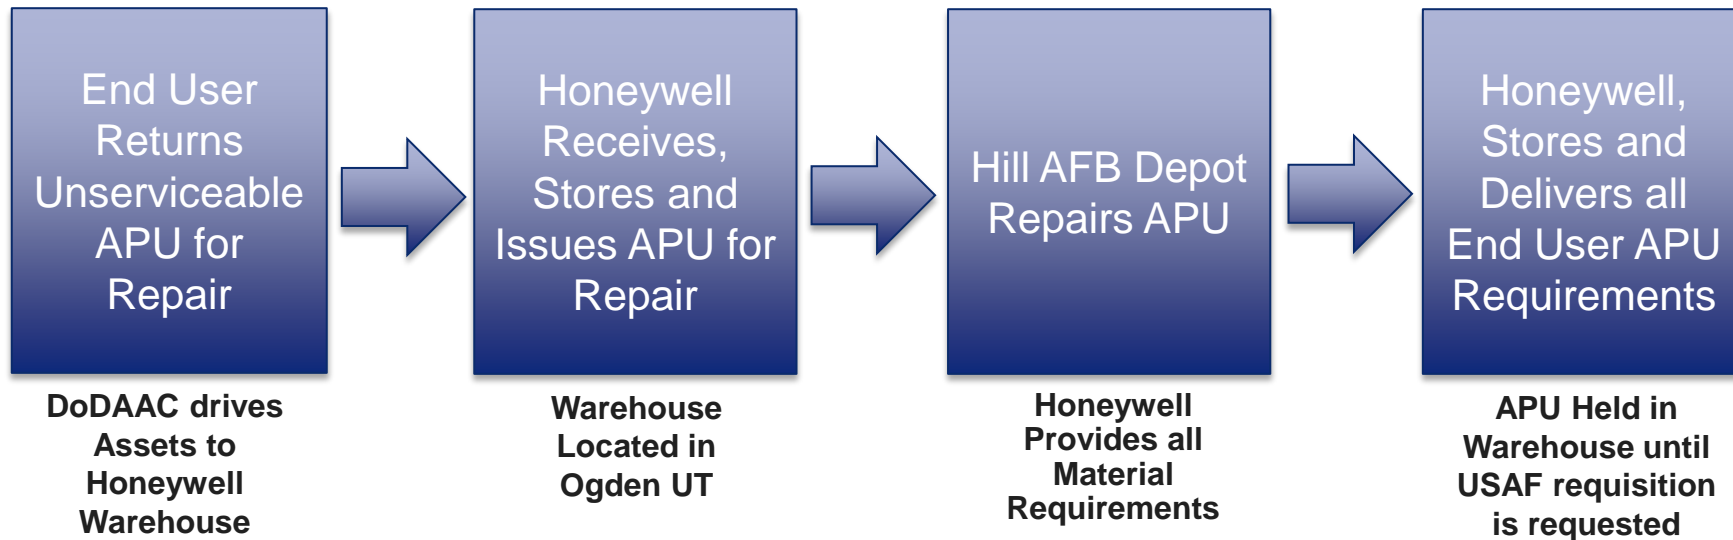 End User
Returns
Unserviceable
APU for
Repair
DoDAAC drives
Assets to
Honeywell
Warehouse
Honeywell
Receives,
Stores and
Issues APU for
Repair
Warehouse
Located in
Ogden UT
Hill AFB Depot
Repairs APU
Honeywell
Provides all
Material
Requirements
Honeywell,
Stores and
Delivers all
End User APU
Requirements
APU Held in
Warehouse until
USAF requisition
is requested